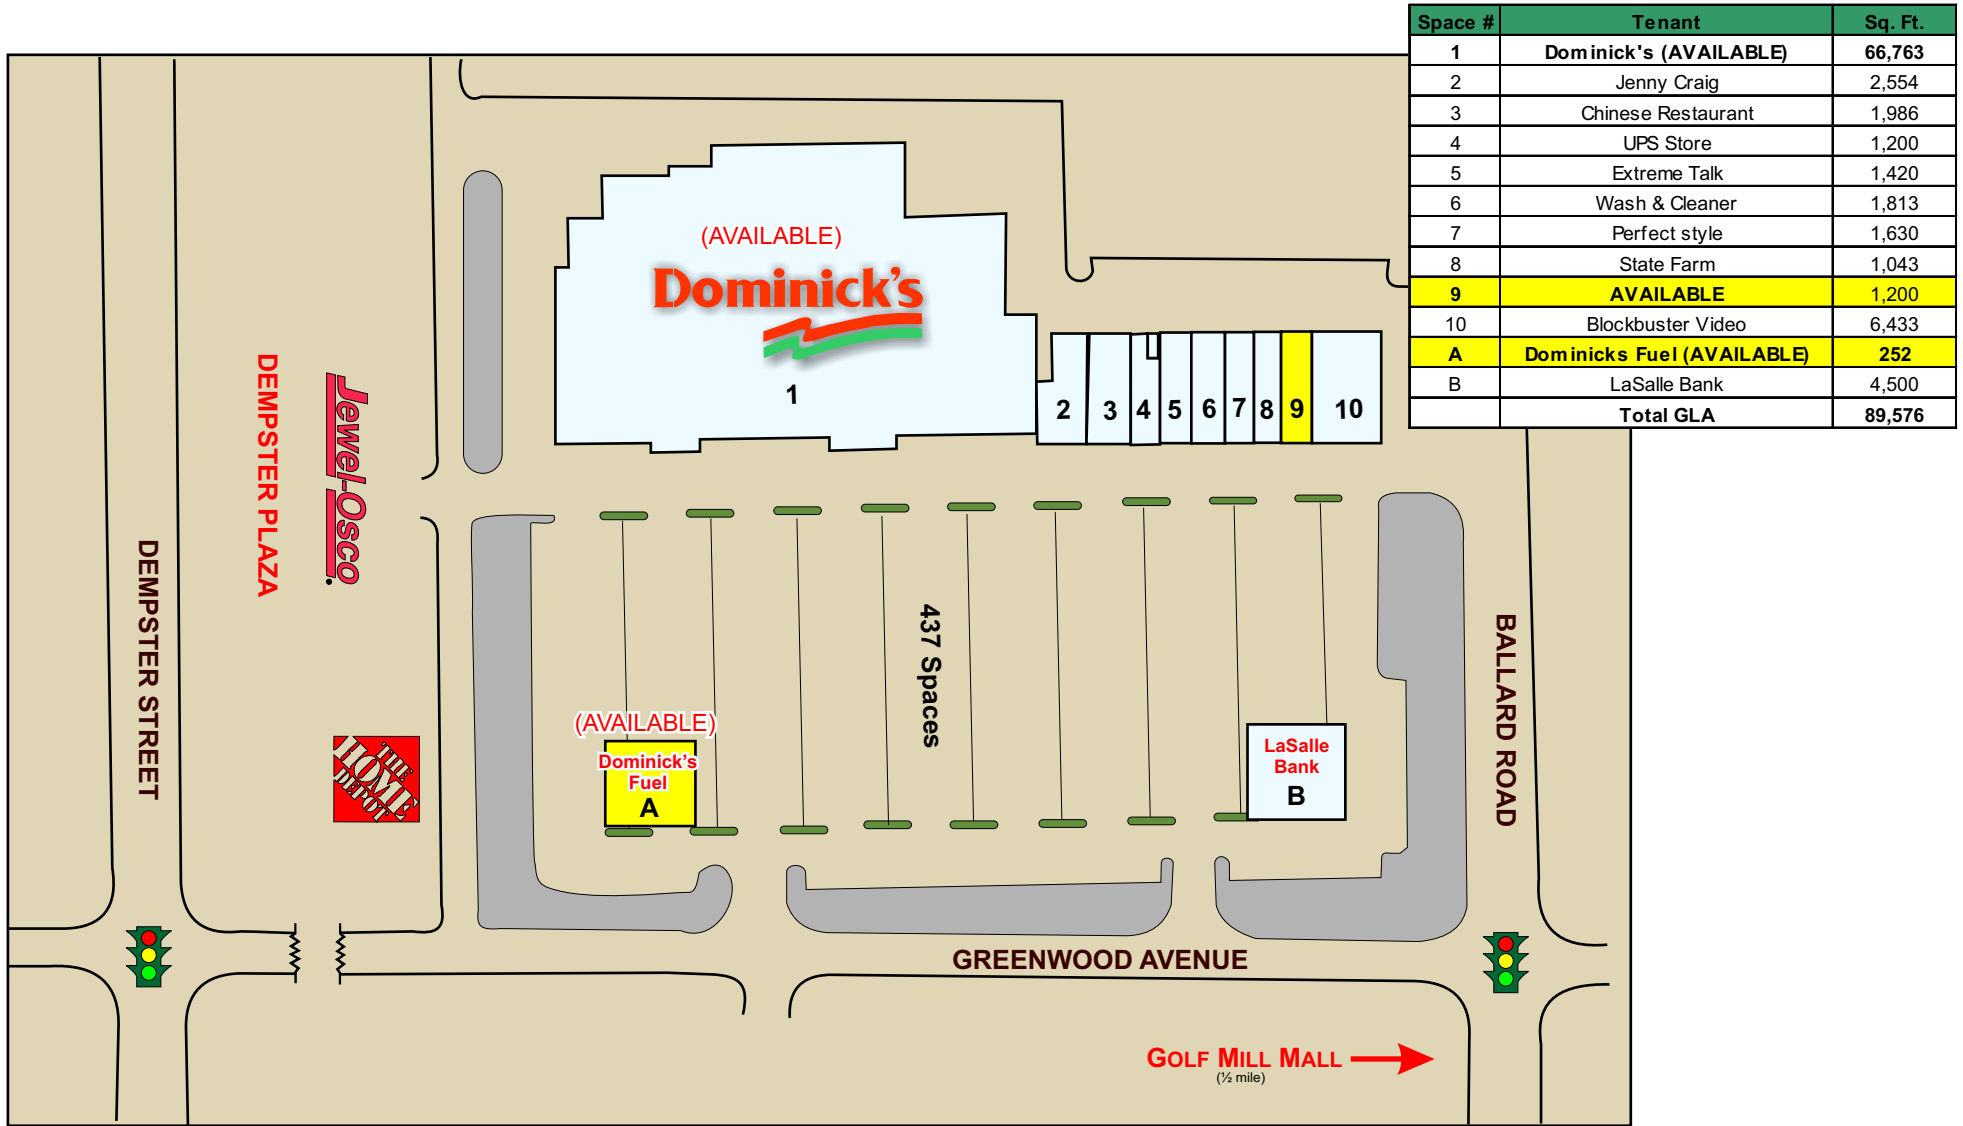 Space # Tenant Sq. Ft.
1 Dominick's (AVAILABLE) 66,763
2 Jenny Craig 2,554
3 Chinese Restaurant 1,986
4 UPS Store 1,200
5 Extreme Talk 1,420
6 Wash & Cleaner 1,813
7 Perfect style 1,630
8 State Farm 1,043
9 AVAILABLE 1,200
10 Blockbuster Video 6,433
A Dominicks Fuel (AVAILABLE) 252
B LaSalle Bank 4,500
Total GLA 89,576
(AVAILABLE)
Dominick's
1
2 3 4 5 6 7 8 9 10
DEMPSTER PLAZA
Jewel-Osco
DEMPSTER STREET
THE
HOME
DEPOT
437 Spaces
(AVAILABLE)
Dominick's
Fuel
A
LaSalle
Bank
B
BALLARD ROAD
GREENWOOD AVENUE
GOLF MILL MALL
(½ mile)